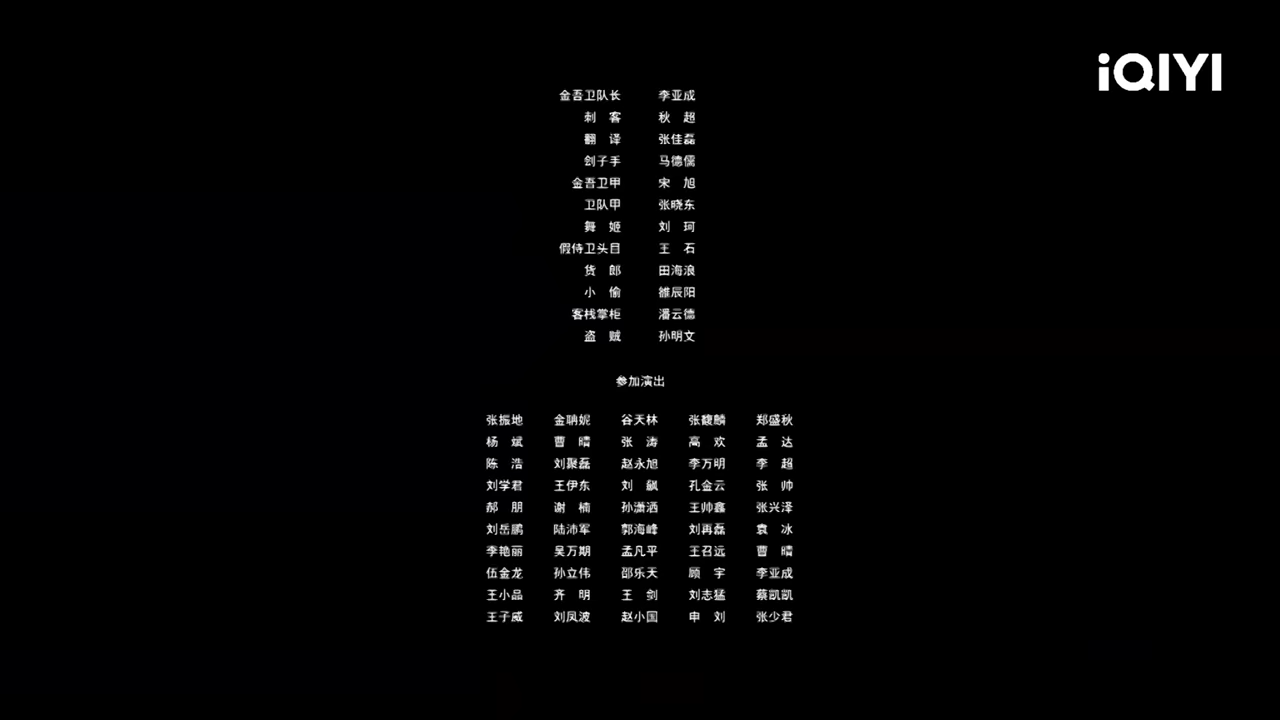 iQIYI
金吾卫队长 李亚成
刺 客 秋 超
翻 译 张佳磊
刽子手 马德儒
金吾卫甲 宋 旭
卫队甲 张晓东
舞 姬 刘 珂
假侍卫头目 王 石
货 郎 田海浪
小 偷 雒辰阳
客栈掌柜 潘云德
盗 贼 孙明文
参加演出
张振地 金聃妮 谷天林 张馥麟 郑盛秋
杨 斌 曹 晴 张 涛 高 欢 孟 达
陈 浩 刘聚磊 赵永旭 李万明 李 超
刘学君 王伊东 刘 飙 孔金云 张 帅
郝 朋 谢 楠 孙潇洒 王帅鑫 张兴泽
刘岳鹏 陆沛军 郭海峰 刘再磊 袁 冰
李艳丽 吴万期 孟凡平 王召远 曹 晴
伍金龙 孙立伟 邵乐天 顾 宇 李亚成
王小品 齐 明 王 剑 刘志猛 蔡凯凯
王子威 刘凤波 赵小国 申 刘 张少君